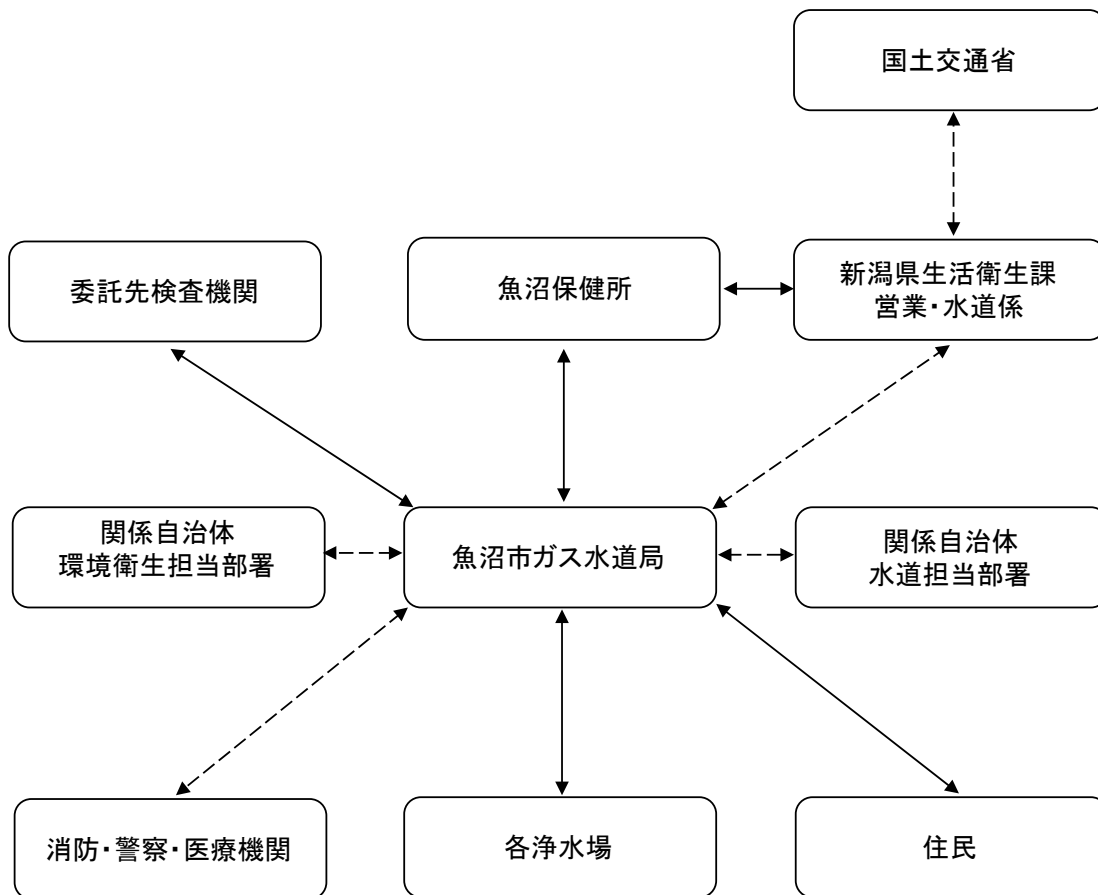 国土交通省
委託先検査機関
魚沼保健所
新潟県生活衛生課
営業・水道係
関係自治体
環境衛生担当部署
魚沼市ガス水道局
関係自治体
水道担当部署
消防・警察・医療機関
各浄水場
住民